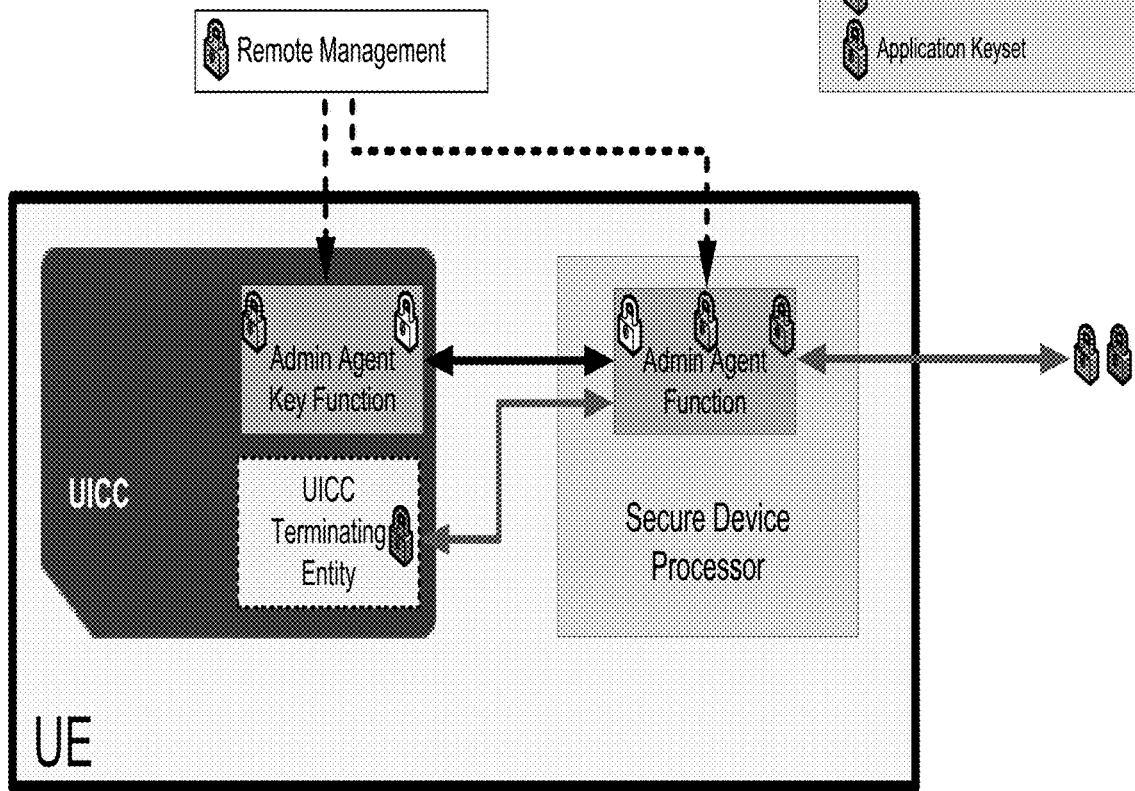 Remote Management
Application Keyset
Admin Agent
Key Function
Admin Agent
Function
UICC
UICC
Terminating
Entity
Secure Device
Processor
UE